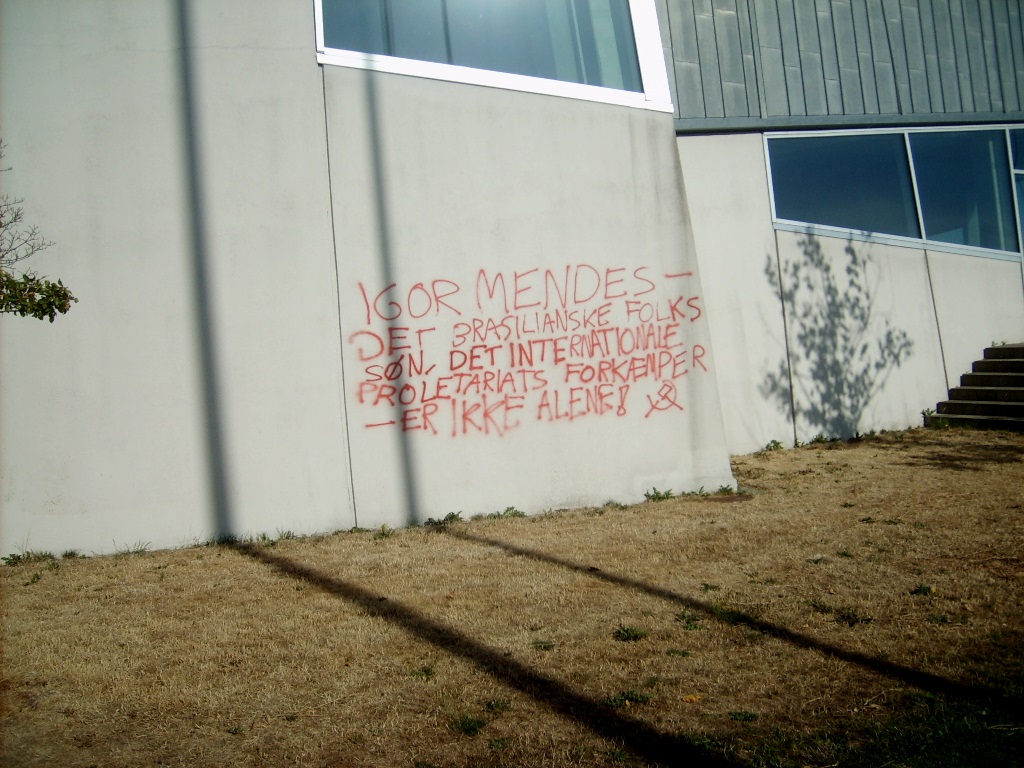 IGOR MENDES —
DET BRASILIANSKE FOLKS
SØN, DET INTERNATIONALE
PROLETARIATS FORKÆMPER
— ER IKKE ALENE! ☭